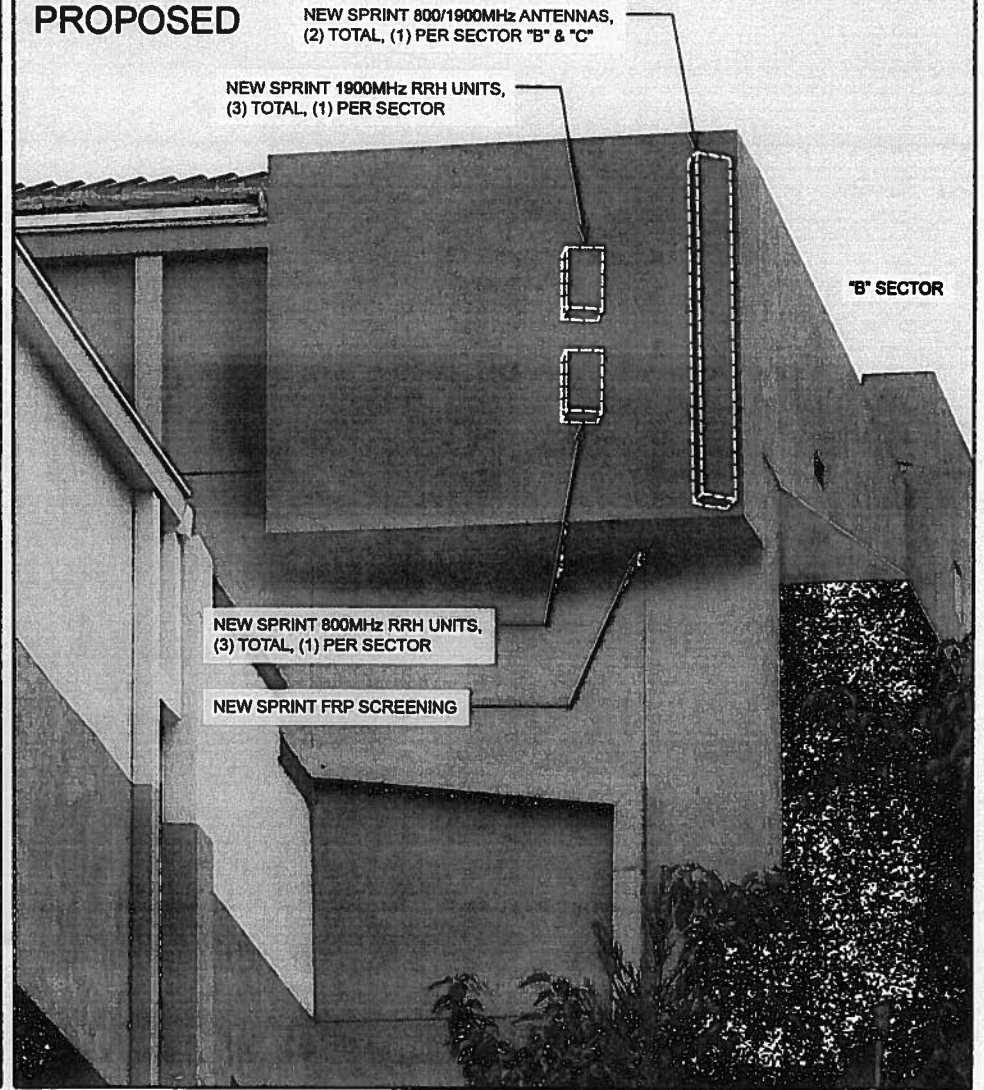 PROPOSED
NEW SPRINT 800/1900MHz ANTENNAS,
(2) TOTAL, (1) PER SECTOR "B" & "C"
NEW SPRINT 1900MHz RRH UNITS,
(3) TOTAL, (1) PER SECTOR
"B" SECTOR
NEW SPRINT 800MHz RRH UNITS,
(3) TOTAL, (1) PER SECTOR
NEW SPRINT FRP SCREENING